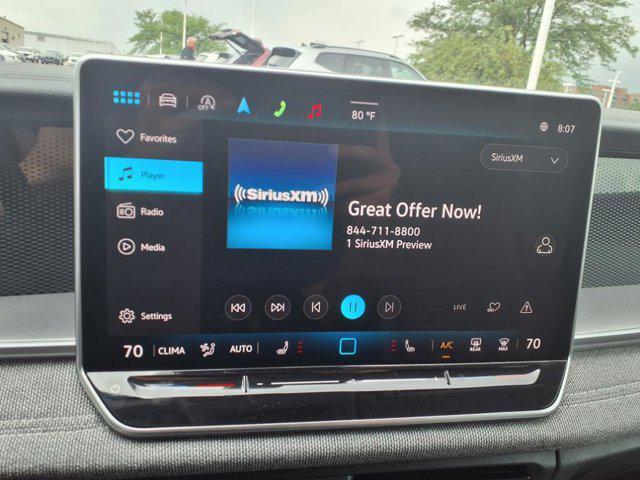 OFF
80 °F
8:07
Favorites
Player
Radio
Media
Settings
SiriusXM
((SiriusXM))
Great Offer Now!
844-711-8800
1 SiriusXM Preview
LIVE
70 CLIMA AUTO A/C REAR MAX 70